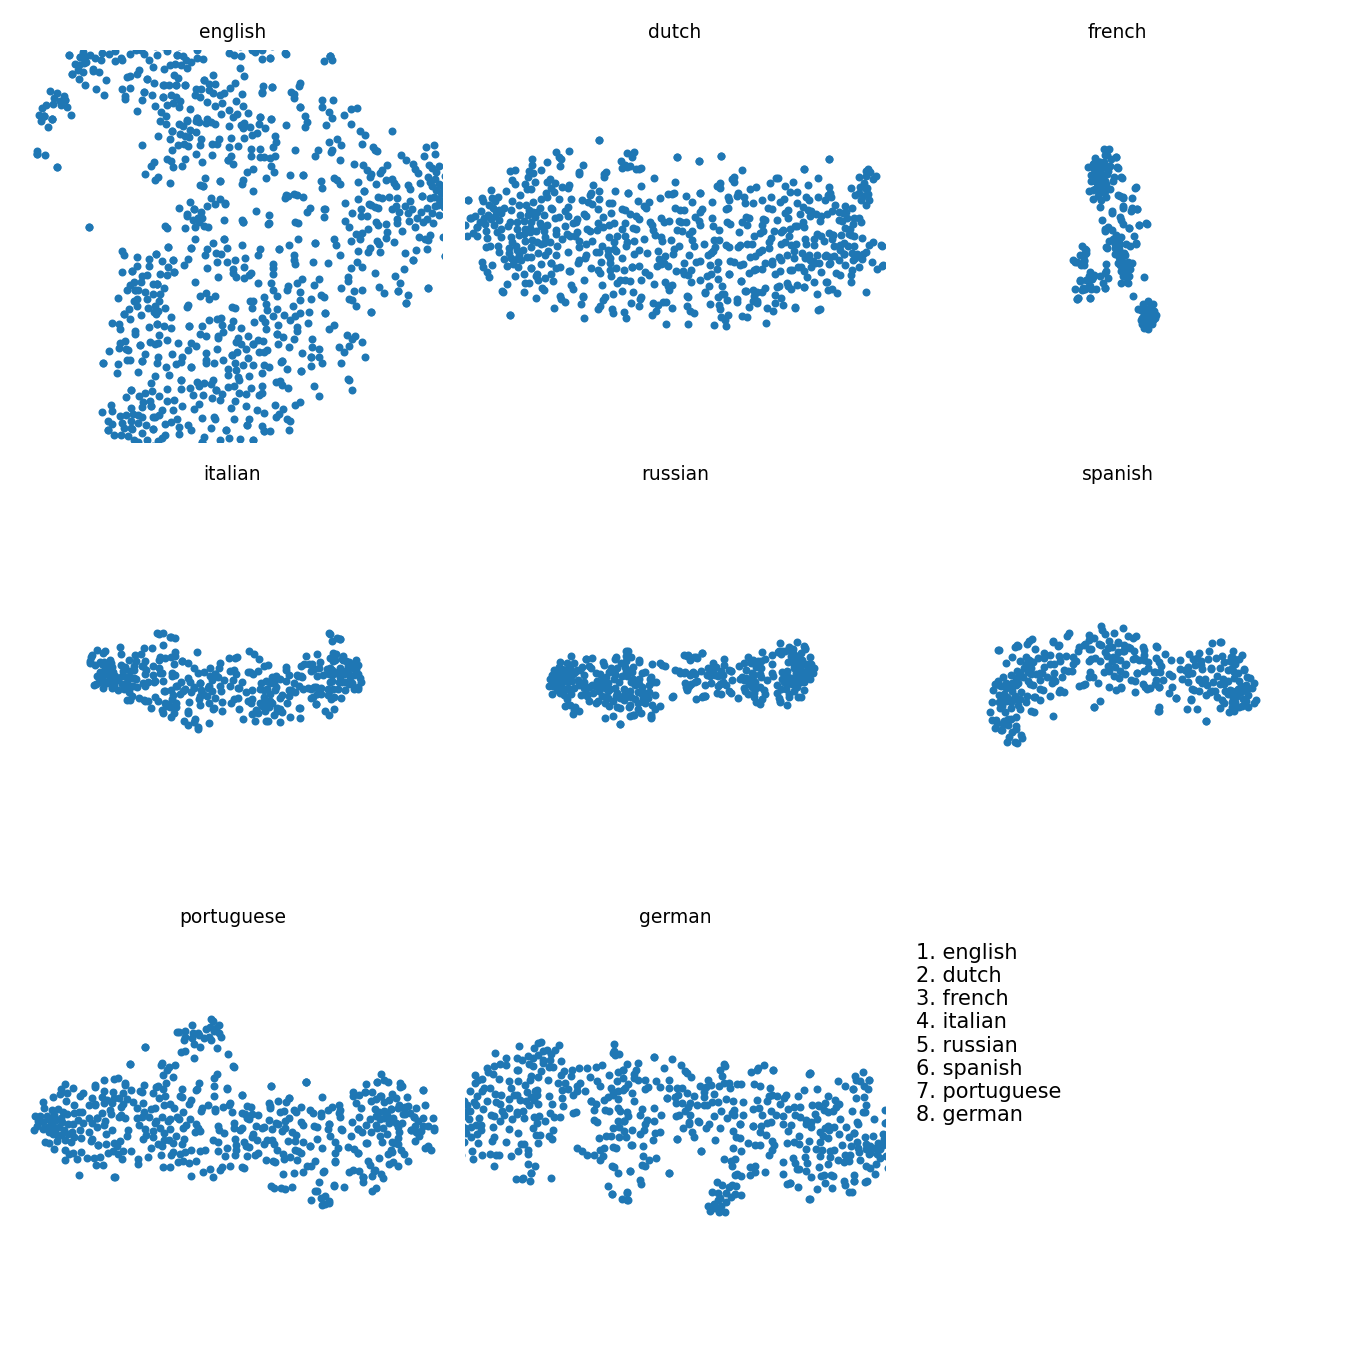 english
dutch
french
italian
russian
spanish
portuguese
german
1. english
2. dutch
3. french
4. italian
5. russian
6. spanish
7. portuguese
8. german